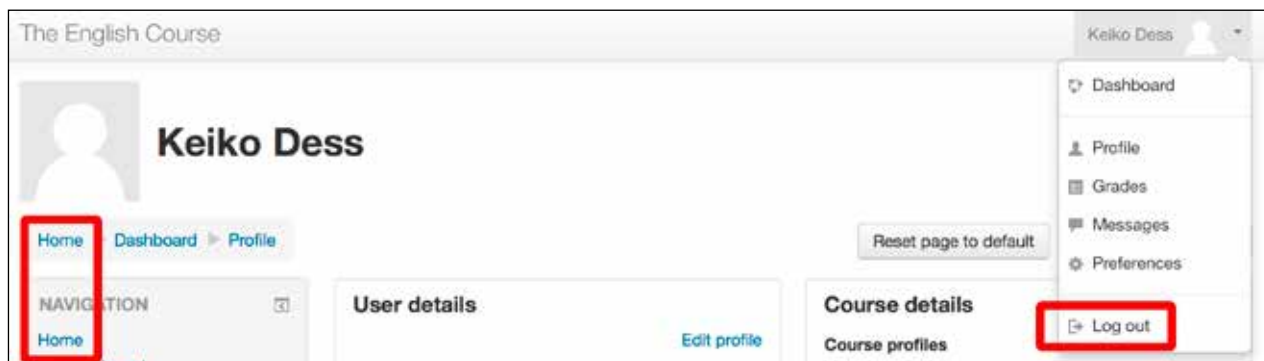 The English Course
Keiko Dess
Dashboard
Keiko Dess
Profile
Grades
Messages
Home Dashboard Profile
Reset page to default
Preferences
NAVIGATION
User details
Course details
Log out
Home
Edit profile
Course profiles